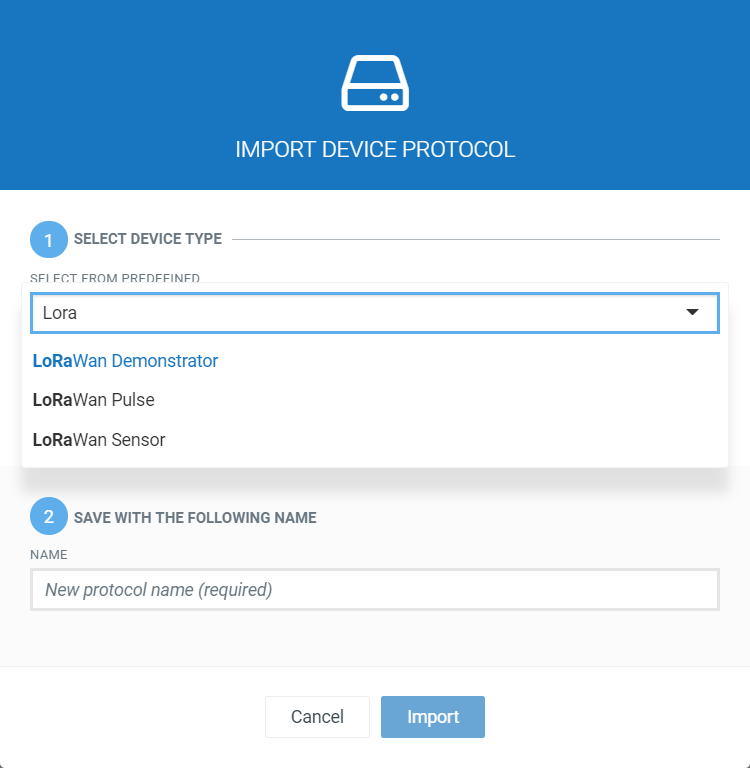 IMPORT DEVICE PROTOCOL
1 SELECT DEVICE TYPE
SELECT FROM PREDEFINED
Lora
LoRaWan Demonstrator
LoRaWan Pulse
LoRaWan Sensor
2 SAVE WITH THE FOLLOWING NAME
NAME
New protocol name (required)
Cancel Import